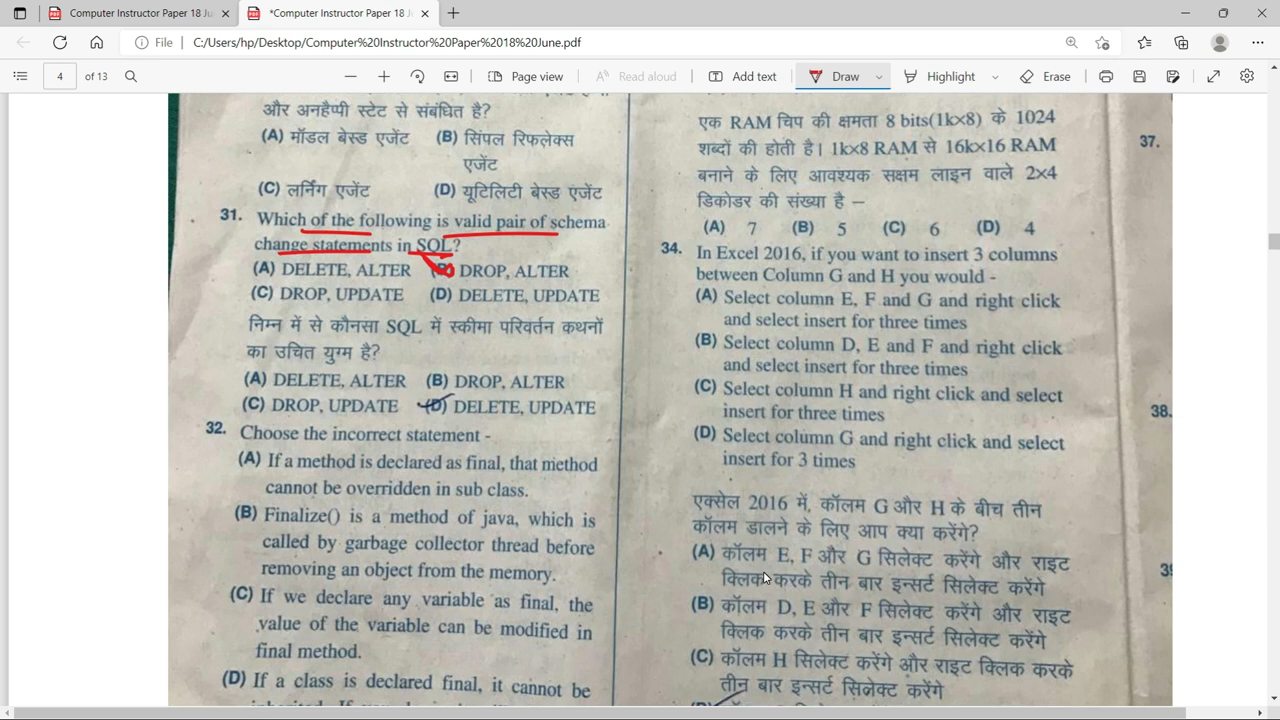 Computer Instructor Paper 18 Ju
*Computer Instructor Paper 18 J
File
C:/Users/hp/Desktop/Computer%20Instructor%20Paper%2018%20June.pdf
4 of 13
Page view
Read aloud
Add text
Draw
Highlight
Erase
और अनहैप्पी स्टेट से संबंधित है?
(A) मॉडल बेस्ड एजेंट (B) सिंपल रिफलेक्स
एजेंट
(C) लर्निंग एजेंट (D) यूटिलिटी बेस्ड एजेंट
31. Which of the following is valid pair of schema
change statements in SQL?
(A) DELETE, ALTER (B) DROP, ALTER
(C) DROP, UPDATE (D) DELETE, UPDATE
निम्न में से कौनसा SQL में स्कीमा परिवर्तन कथनों
का उचित युग्म है?
(A) DELETE, ALTER (B) DROP, ALTER
(C) DROP, UPDATE (D) DELETE, UPDATE
32. Choose the incorrect statement -
(A) If a method is declared as final, that method
cannot be overridden in sub class.
(B) Finalize() is a method of java, which is
called by garbage collector thread before
removing an object from the memory.
(C) If we declare any variable as final, the
value of the variable can be modified in
final method.
(D) If a class is declared final, it cannot be
एक RAM चिप की क्षमता 8 bits(1k×8) के 1024
शब्दों की होती है। 1k×8 RAM से 16k×16 RAM
बनाने के लिए आवश्यक सक्षम लाइन वाले 2×4
डिकोडर की संख्या है –
(A) 7 (B) 5 (C) 6 (D) 4
34. In Excel 2016, if you want to insert 3 columns
between Column G and H you would -
(A) Select column E, F and G and right click
and select insert for three times
(B) Select column D, E and F and right click
and select insert for three times
(C) Select column H and right click and select
insert for three times
(D) Select column G and right click and select
insert for 3 times
एक्सेल 2016 में, कॉलम G और H के बीच तीन
कॉलम डालने के लिए आप क्या करेंगे?
(A) कॉलम E, F और G सिलेक्ट करेंगे और राइट
क्लिक करके तीन बार इन्सर्ट सिलेक्ट करेंगे
(B) कॉलम D, E और F सिलेक्ट करेंगे और राइट
क्लिक करके तीन बार इन्सर्ट सिलेक्ट करेंगे
(C) कॉलम H सिलेक्ट करेंगे और राइट क्लिक करके
तीन बार इन्सर्ट सिलेक्ट करेंगे
37.
38.